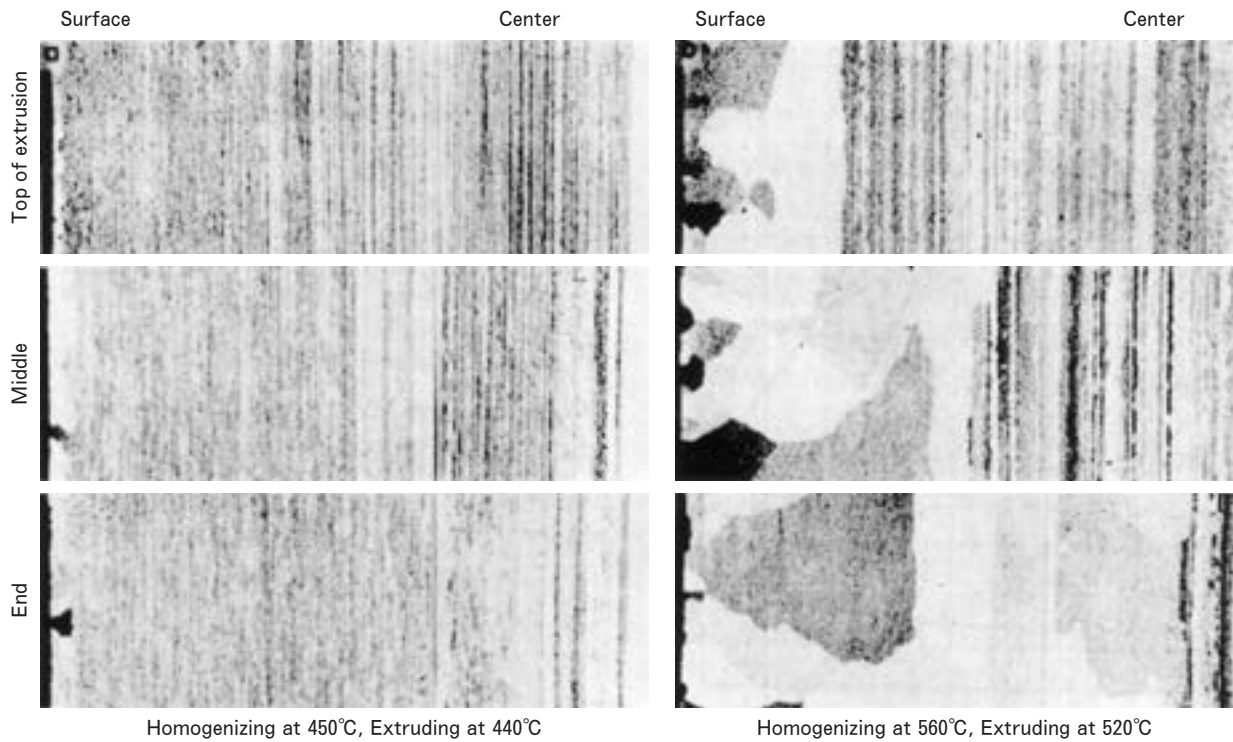 Surface Center Surface Center
Top of extrusion
Middle
End
Homogenizing at 450℃, Extruding at 440℃
Homogenizing at 560℃, Extruding at 520℃